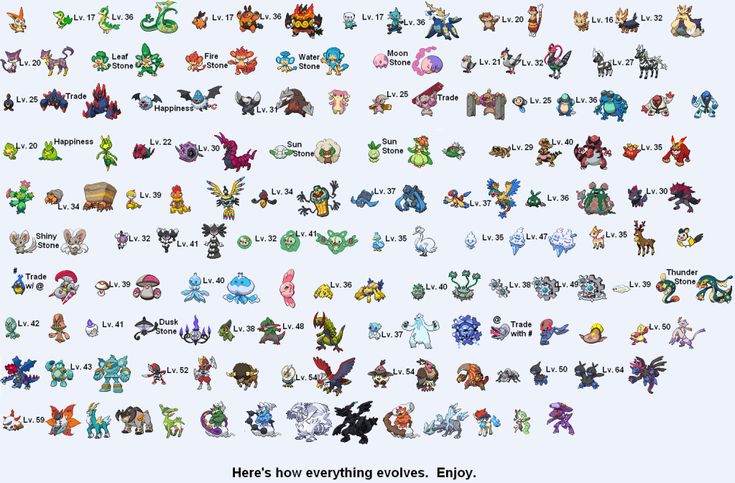 Lv. 17 Lv. 36 Lv. 17 Lv. 36 Lv. 17 Lv. 36 Lv. 20 Lv. 16 Lv. 32
Lv. 20 Leaf Stone Fire Stone Water Stone Moon Stone Lv. 21 Lv. 32 Lv. 27
Lv. 25 Trade Happiness Lv. 31 Lv. 25 Trade Lv. 25 Lv. 36
Lv. 20 Happiness Lv. 22 Lv. 30 Sun Stone Sun Stone Lv. 29 Lv. 40 Lv. 35
Lv. 34 Lv. 39 Lv. 34 Lv. 37 Lv. 37 Lv. 36 Lv. 30
Shiny Stone Lv. 32 Lv. 41 Lv. 32 Lv. 41 Lv. 35 Lv. 35 Lv. 47 Lv. 35
# Trade w/ @ Lv. 39 Lv. 40 Lv. 36 Lv. 40 Lv. 38 Lv. 49 Lv. 39 Thunder Stone
Lv. 42 Lv. 41 Dusk Stone Lv. 38 Lv. 48 Lv. 37 @ Trade with # Lv. 50
Lv. 43 Lv. 52 Lv. 54 Lv. 54 Lv. 50 Lv. 64
Lv. 59
Here's how everything evolves. Enjoy.